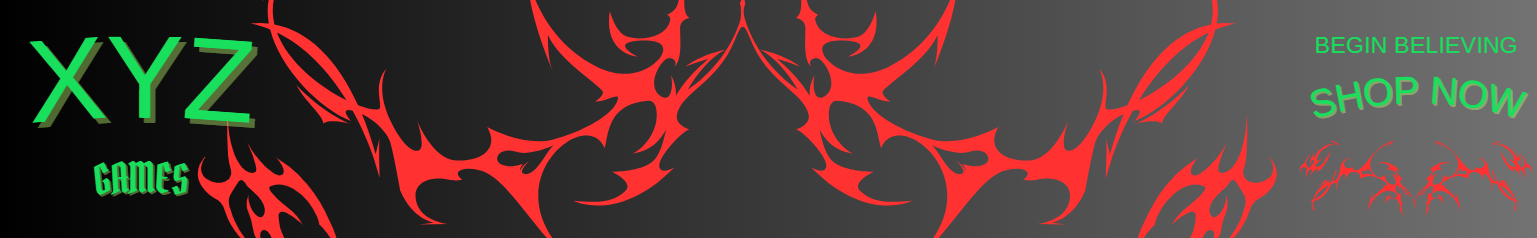 XYZ
GAMES
BEGIN BELIEVING
SHOP NOW